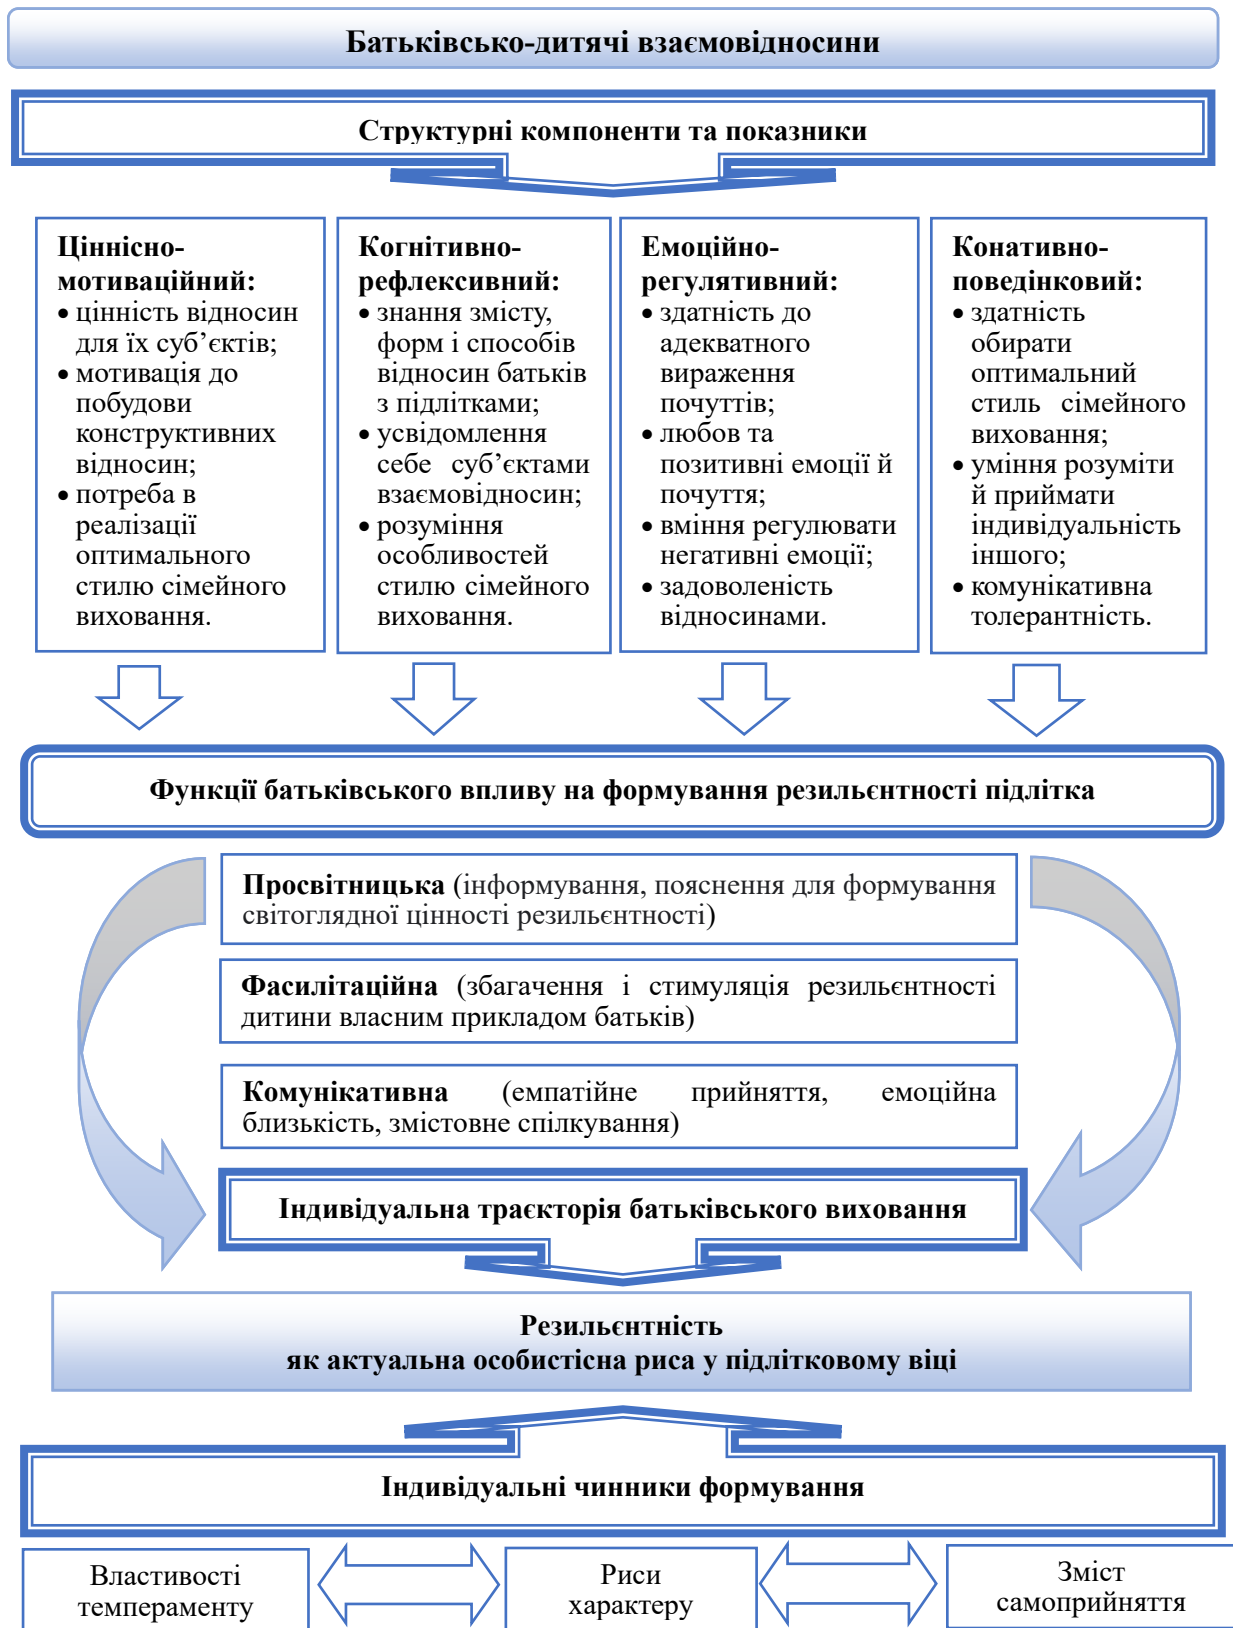 Батьківсько-дитячі взаємовідносини
Структурні компоненти та показники
Ціннісно-
мотиваційний:
• цінність відносин
для їх суб’єктів;
• мотивація до
побудови
конструктивних
відносин;
• потреба в
реалізації
оптимального
стилю сімейного
виховання.
Когнітивно-
рефлексивний:
• знання змісту,
форм і способів
відносин батьків
з підлітками;
• усвідомлення
себе суб’єктами
взаємовідносин;
• розуміння
особливостей
стилю сімейного
виховання.
Емоційно-
регулятивний:
• здатність до
адекватного
вираження
почуттів;
• любов та
позитивні емоції й
почуття;
• вміння регулювати
негативні емоції;
• задоволеність
відносинами.
Конативно-
поведінковий:
• здатність
обирати
оптимальний
стиль сімейного
виховання;
• уміння розуміти
й приймати
індивідуальність
іншого;
• комунікативна
толерантність.
Функції батьківського впливу на формування резильєнтності підлітка
Просвітницька (інформування, пояснення для формування
світоглядної цінності резильєнтності)
Фасилітаційна (збагачення і стимуляція резильєнтності
дитини власним прикладом батьків)
Комунікативна (емпатійне прийняття, емоційна
близькість, змістовне спілкування)
Індивідуальна траєкторія батьківського виховання
Резильєнтність
як актуальна особистісна риса у підлітковому віці
Індивідуальні чинники формування
Властивості
темпераменту
Риси
характеру
Зміст
самоприйняття